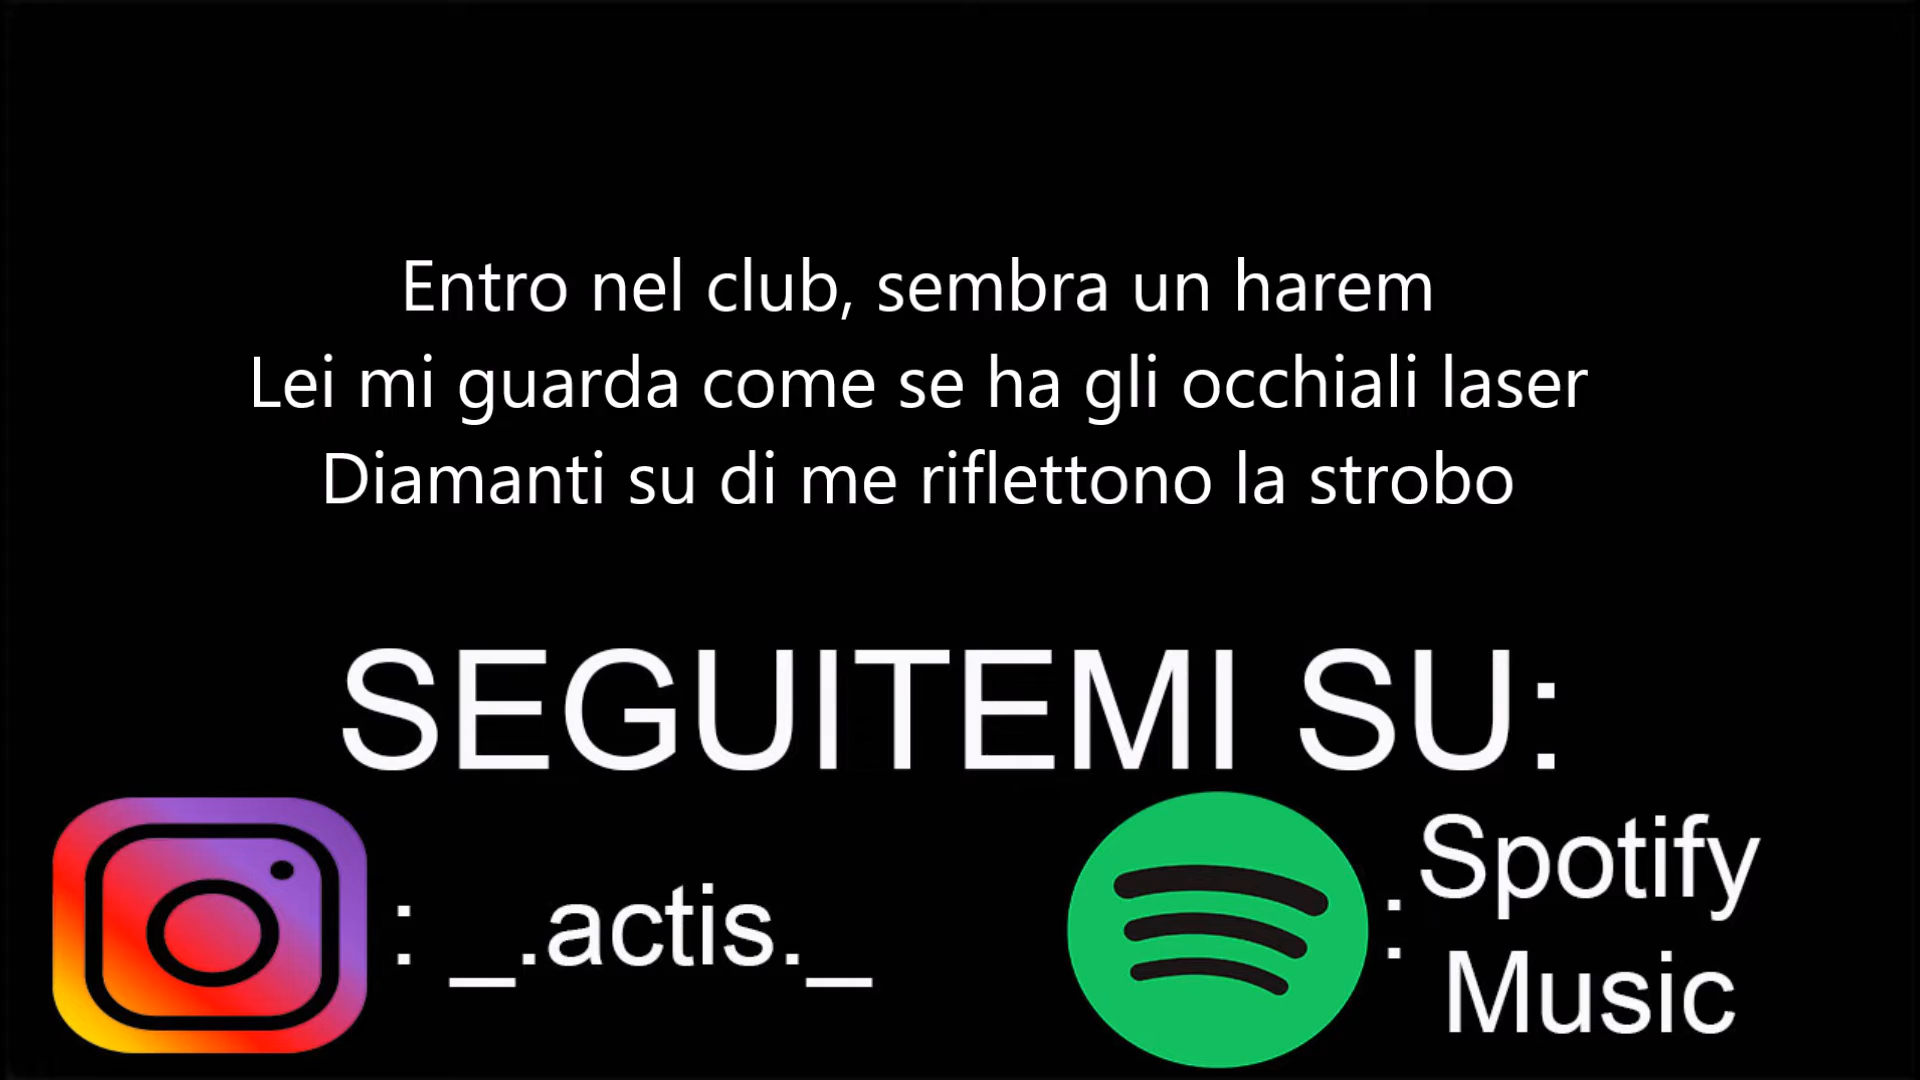 Entro nel club, sembra un harem
Lei mi guarda come se ha gli occhiali laser
Diamanti su di me riflettono la strobo
SEGUITEMI SU:
: _.actis._
: Spotify
Music